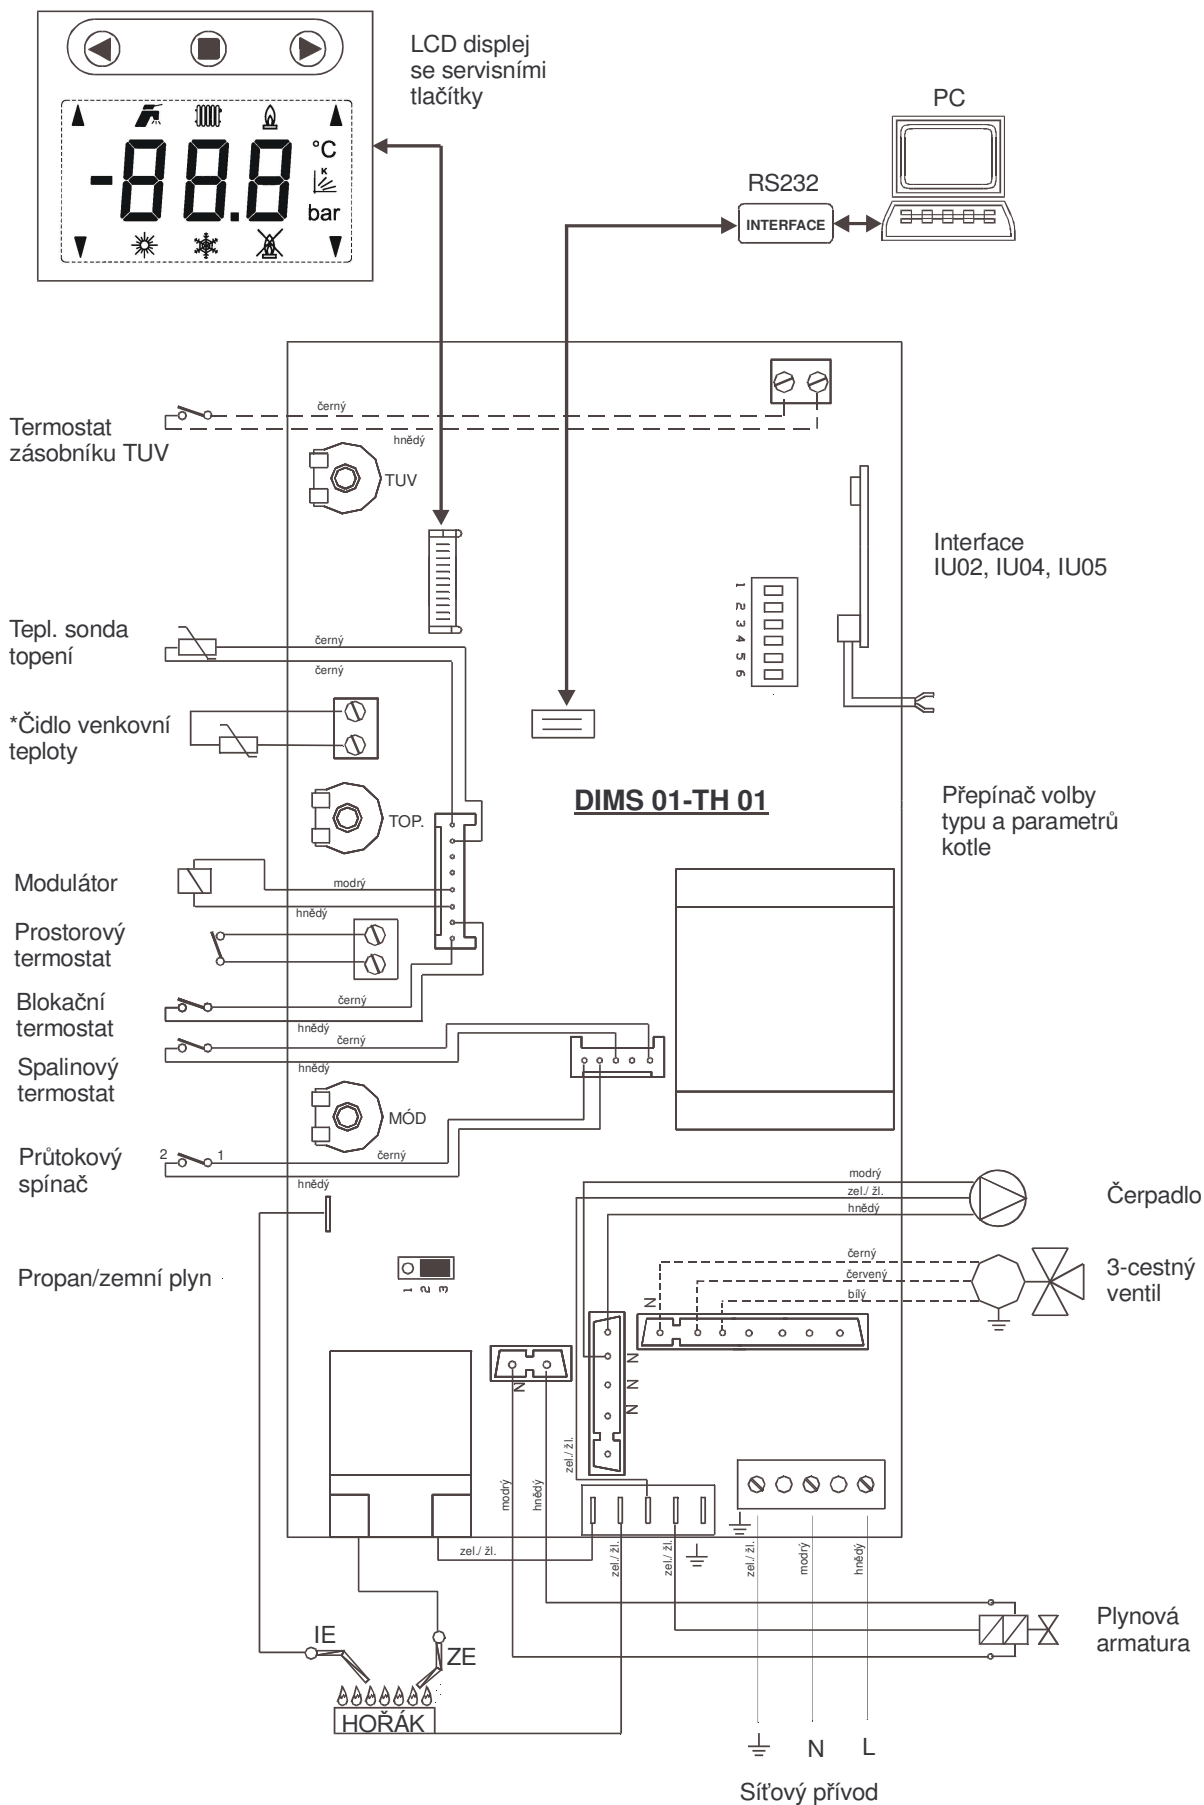 LCD displej
se servisními
tlačítky
-88.8
°C
K
bar
PC
RS232
INTERFACE
Termostat
zásobníku TUV
černý
hnědý
TUV
Interface
IU02, IU04, IU05
1
2
3
4
5
6
Tepl. sonda
topení
černý
černý
*Čidlo venkovní
teploty
DIMS 01-TH 01
TOP.
Přepínač volby
typu a parametrů
kotle
Modulátor
modrý
hnědý
Prostorový
termostat
Blokační
termostat
černý
hnědý
Spalinový
termostat
černý
hnědý
MÓD
Průtokový
spínač
2
1
černý
hnědý
modrý
zel./ žl.
hnědý
Čerpadlo
Propan/zemní plyn
1
2
3
černý
červený
bílý
3-cestný
ventil
N
N
N
N
N
zel./ žl.
modrý
hnědý
zel./ žl.
zel./ žl.
zel./ žl.
zel./ žl.
modrý
hnědý
IE
ZE
HOŘÁK
Plynová
armatura
N
L
Síťový přívod